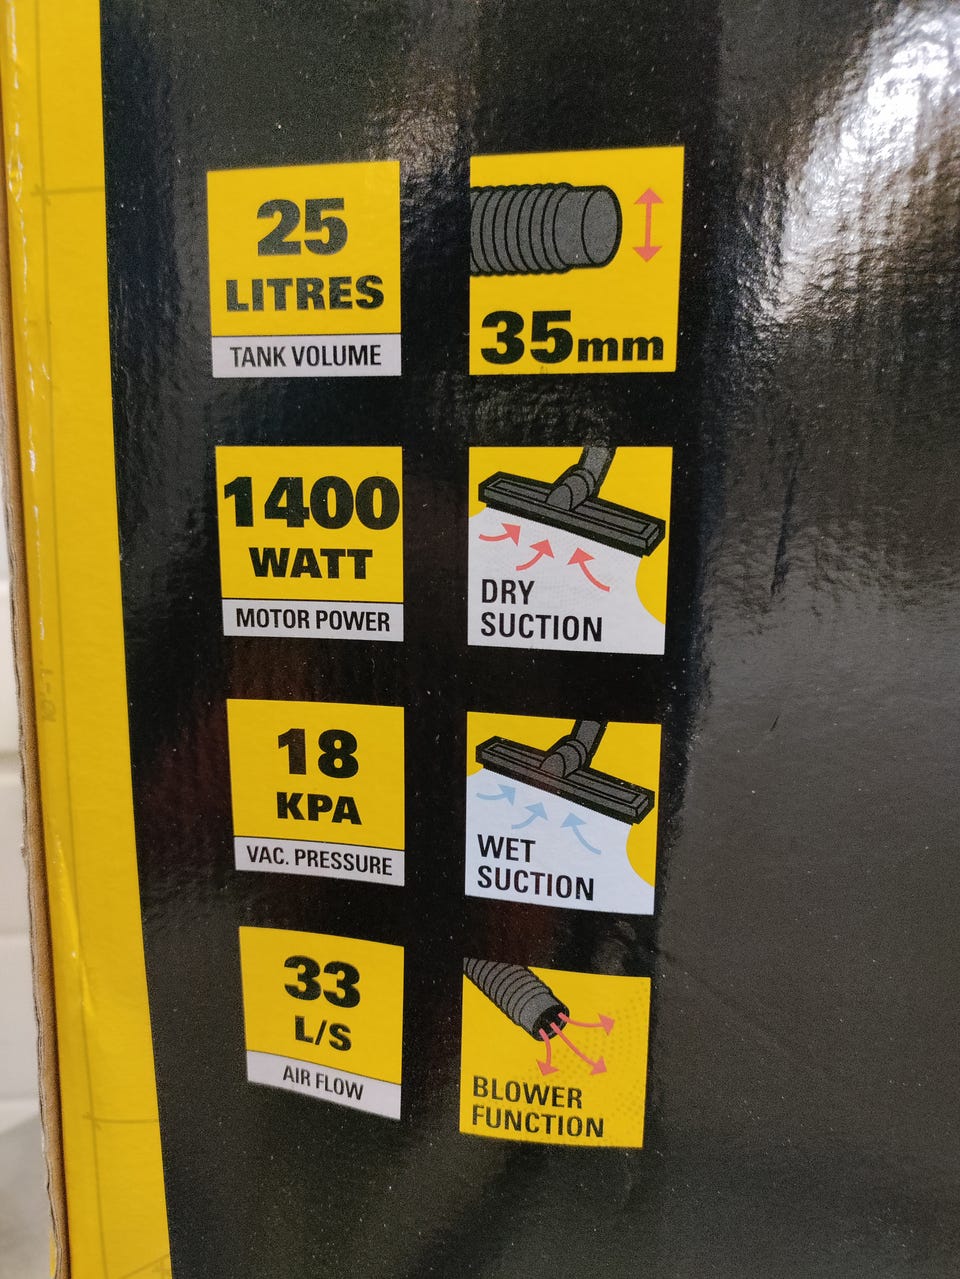 25
LITRES
TANK VOLUME
35mm
1400
WATT
MOTOR POWER
DRY
SUCTION
18
KPA
VAC. PRESSURE
WET
SUCTION
33
L/S
AIR FLOW
BLOWER
FUNCTION